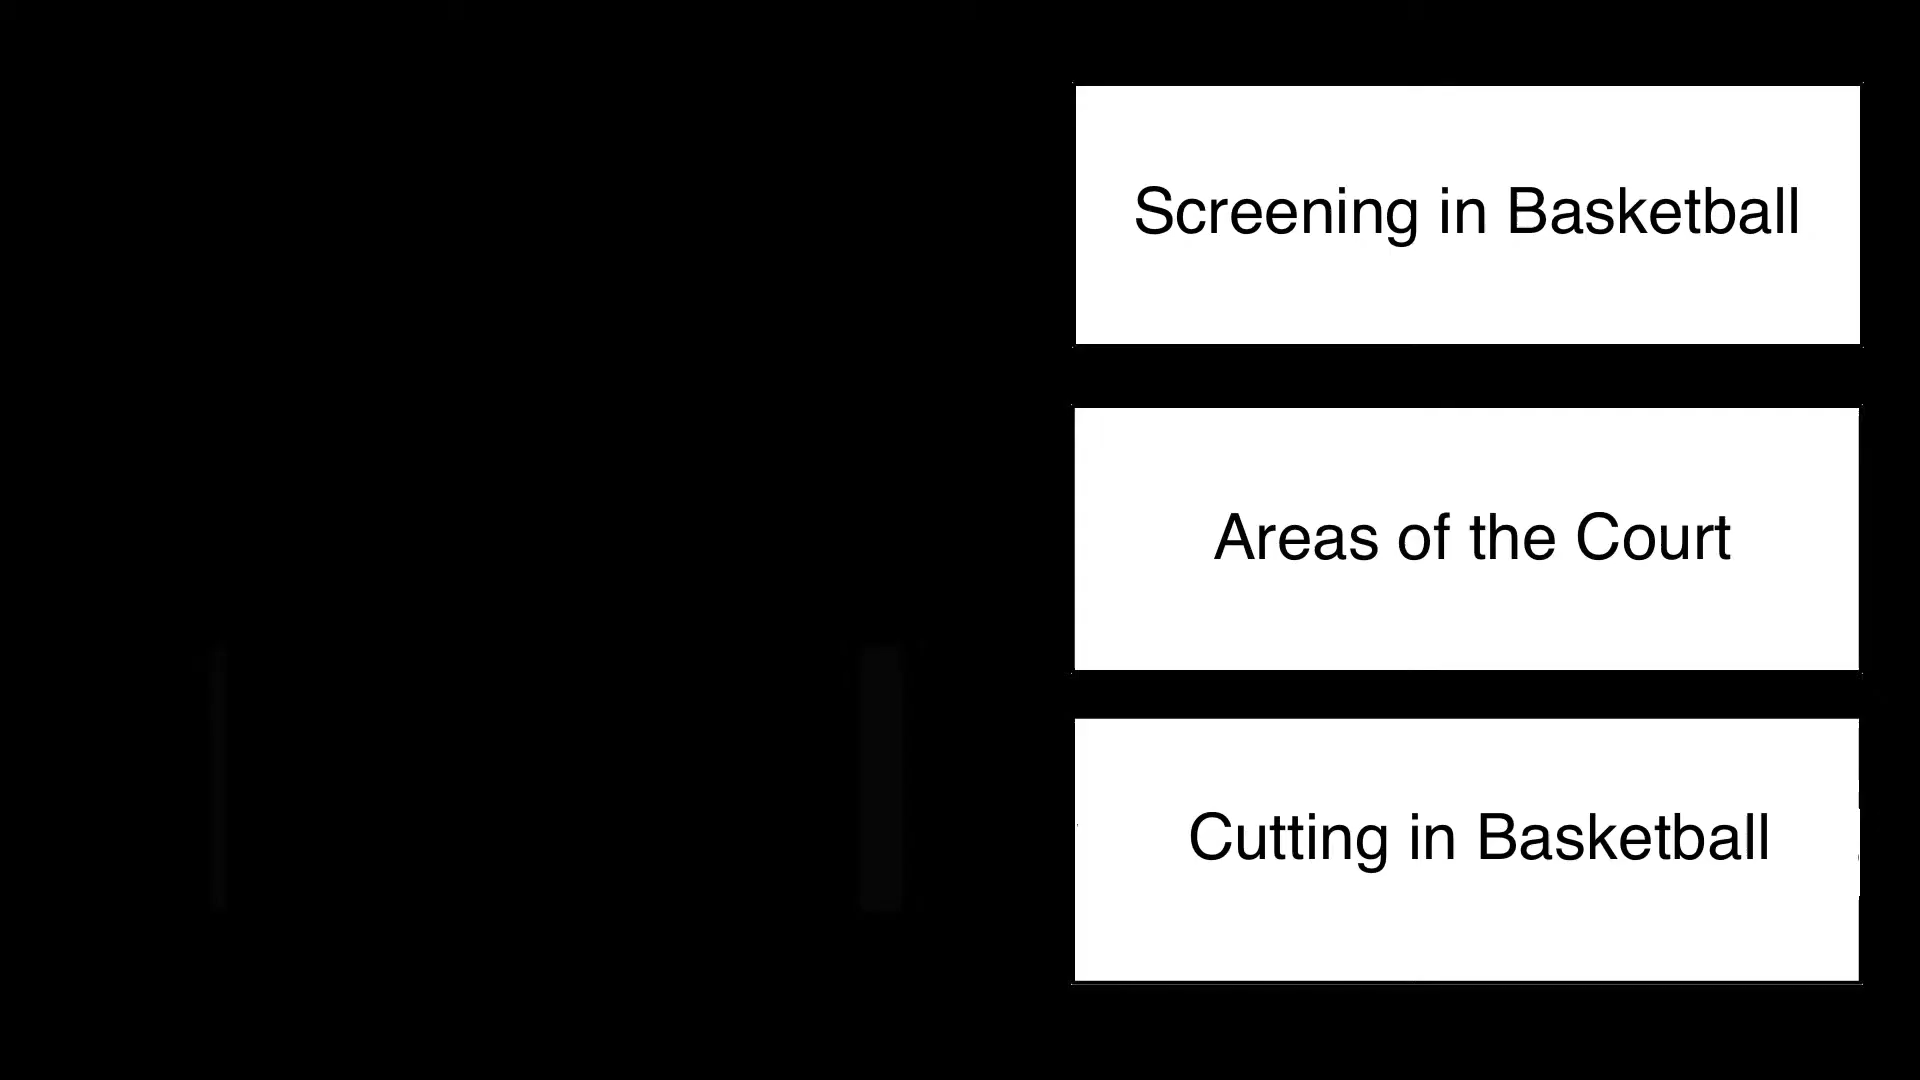 Screening in Basketball
Areas of the Court
Cutting in Basketball